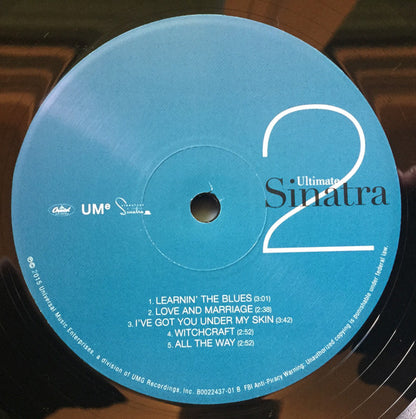 Ultimate
Sinatra
2
Capitol
UMe
Sinatra
1. LEARNIN' THE BLUES (3:01)
2. LOVE AND MARRIAGE (2:38)
3. I'VE GOT YOU UNDER MY SKIN (3:42)
4. WITCHCRAFT (2:52)
5. ALL THE WAY (2:52)
℗© 2015 Universal Music Enterprises, a division of UMG Recordings, Inc. B0022437-01 B FBI Anti-Piracy Warning: Unauthorized copying is punishable under federal law.